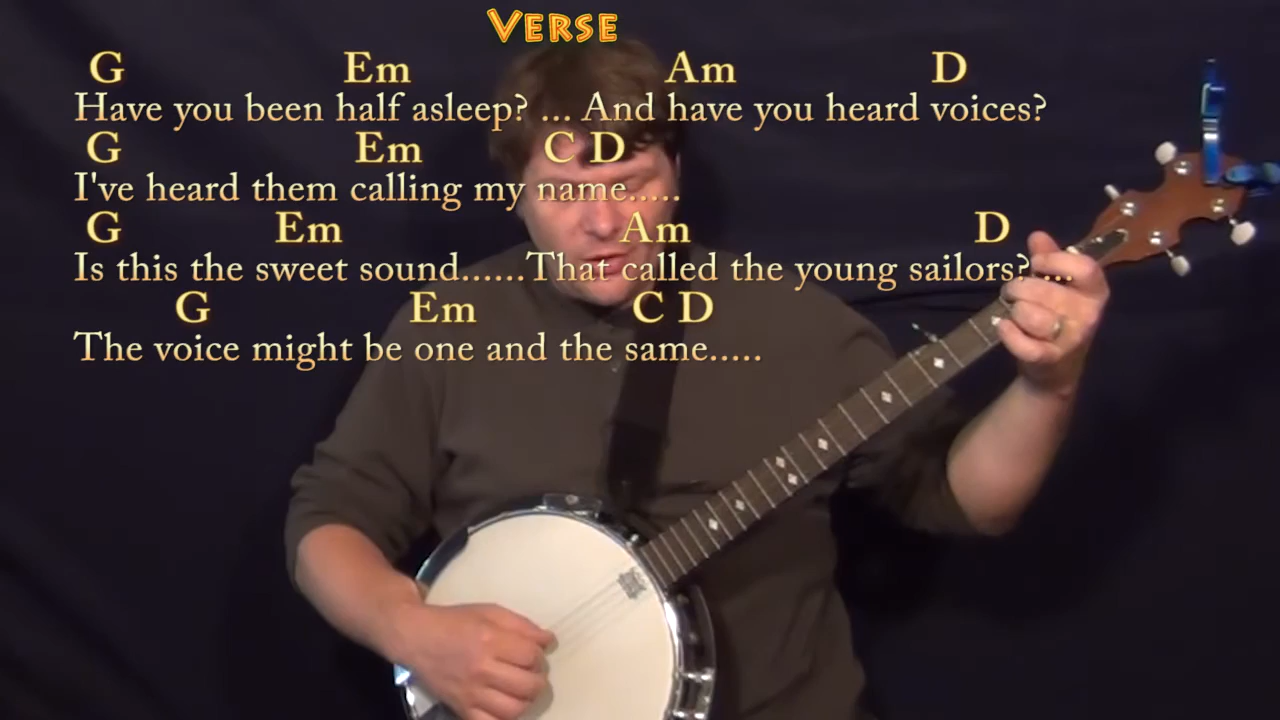 VERSE
G Em Am D
Have you been half asleep? ... And have you heard voices?
G Em C D
I've heard them calling my name.....
G Em Am D
Is this the sweet sound......That called the young sailors? ...
G Em C D
The voice might be one and the same.....